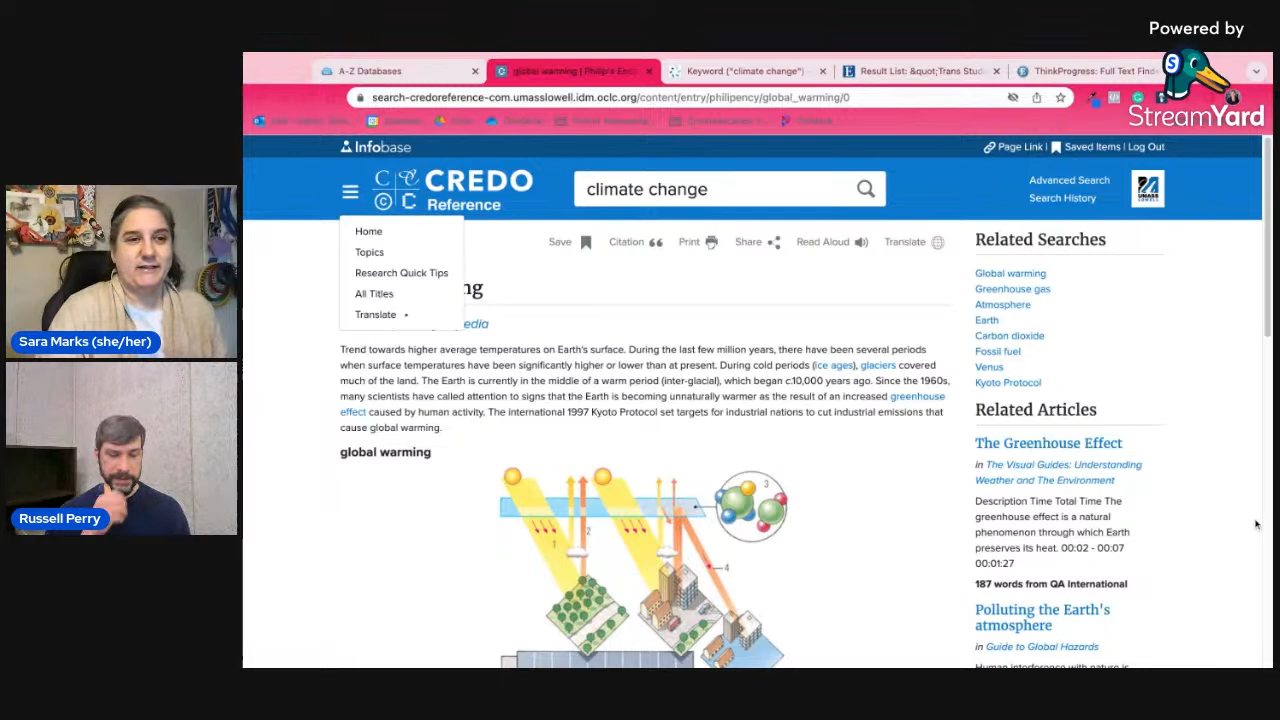 Powered by
StreamYard
A-Z Databases
global warming | Philip's Ency
Keyword ("climate change")
Result List: &quot;Trans Stud
ThinkProgress: Full Text Find
search-credoreference-com.umasslowell.idm.oclc.org/content/entry/philipency/global_warming/0
Infobase
Page Link |
Saved Items | Log Out
CREDO
Reference
climate change
Advanced Search
Search History
Home
Topics
Research Quick Tips
All Titles
Translate
Save
Citation
Print
Share
Read Aloud
Translate
ng
edia
Trend towards higher average temperatures on Earth's surface. During the last few million years, there have been several periods
when surface temperatures have been significantly higher or lower than at present. During cold periods (ice ages), glaciers covered
much of the land. The Earth is currently in the middle of a warm period (inter-glacial), which began c.10,000 years ago. Since the 1960s,
many scientists have called attention to signs that the Earth is becoming unnaturally warmer as the result of an increased greenhouse
effect caused by human activity. The international 1997 Kyoto Protocol set targets for industrial nations to cut industrial emissions that
cause global warming.
global warming
1
2
3
4
Related Searches
Global warming
Greenhouse gas
Atmosphere
Earth
Carbon dioxide
Fossil fuel
Venus
Kyoto Protocol
Related Articles
The Greenhouse Effect
in The Visual Guides: Understanding
Weather and The Environment
Description Time Total Time The
greenhouse effect is a natural
phenomenon through which Earth
preserves its heat. 00:02 - 00:07
00:01:27
187 words from QA International
Polluting the Earth's
atmosphere
in Guide to Global Hazards
Human interference with nature is
Sara Marks (she/her)
Russell Perry